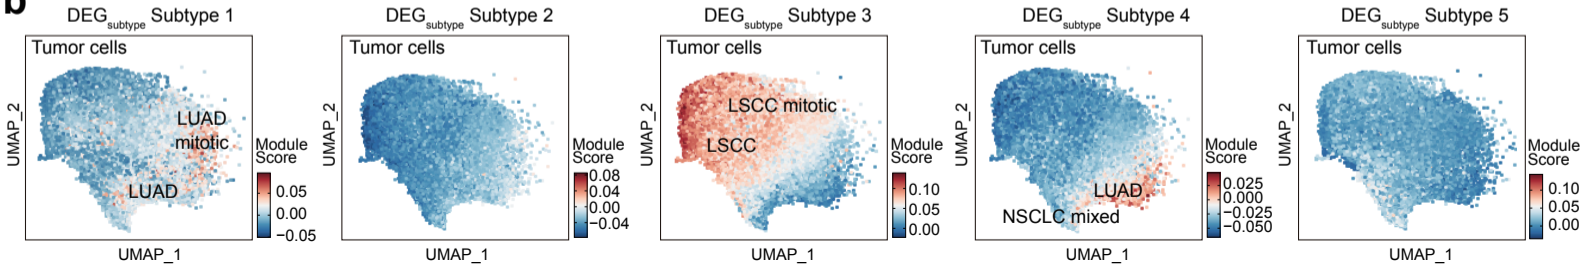 b
DEGsubtype Subtype 1
Tumor cells
LUAD
mitotic
LUAD
UMAP_2
UMAP_1
Module
Score
0.05
0.00
−0.05
DEGsubtype Subtype 2
Tumor cells
UMAP_2
UMAP_1
Module
Score
0.08
0.04
0.00
−0.04
DEGsubtype Subtype 3
Tumor cells
LSCC mitotic
LSCC
UMAP_2
UMAP_1
Module
Score
0.10
0.05
0.00
DEGsubtype Subtype 4
Tumor cells
LUAD
NSCLC mixed
UMAP_2
UMAP_1
Module
Score
0.025
0.000
−0.025
−0.050
DEGsubtype Subtype 5
Tumor cells
UMAP_2
UMAP_1
Module
Score
0.10
0.05
0.00